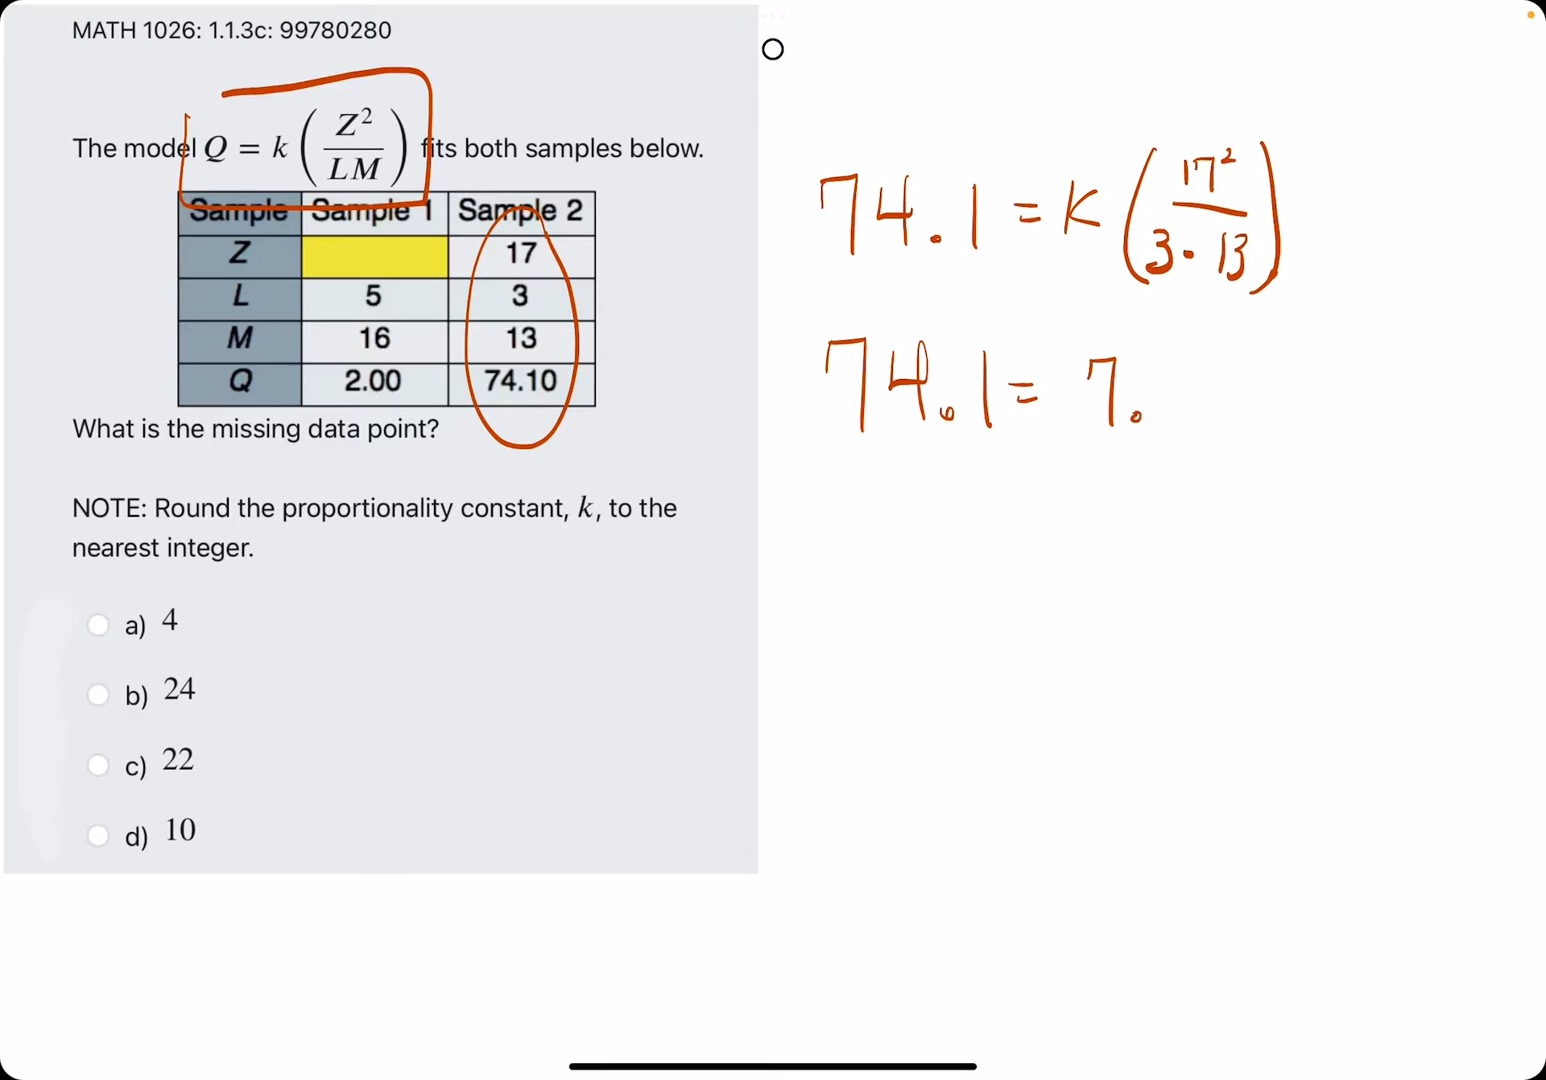 MATH 1026: 1.1.3c: 99780280
The model Q = k (Z² / LM) fits both samples below.
Sample Sample 1 Sample 2
Z 17
L 5 3
M 16 13
Q 2.00 74.10
What is the missing data point?
NOTE: Round the proportionality constant, k, to the
nearest integer.
a) 4
b) 24
c) 22
d) 10
74.1 = K (17² / 3 · 13)
74.1 = 7.